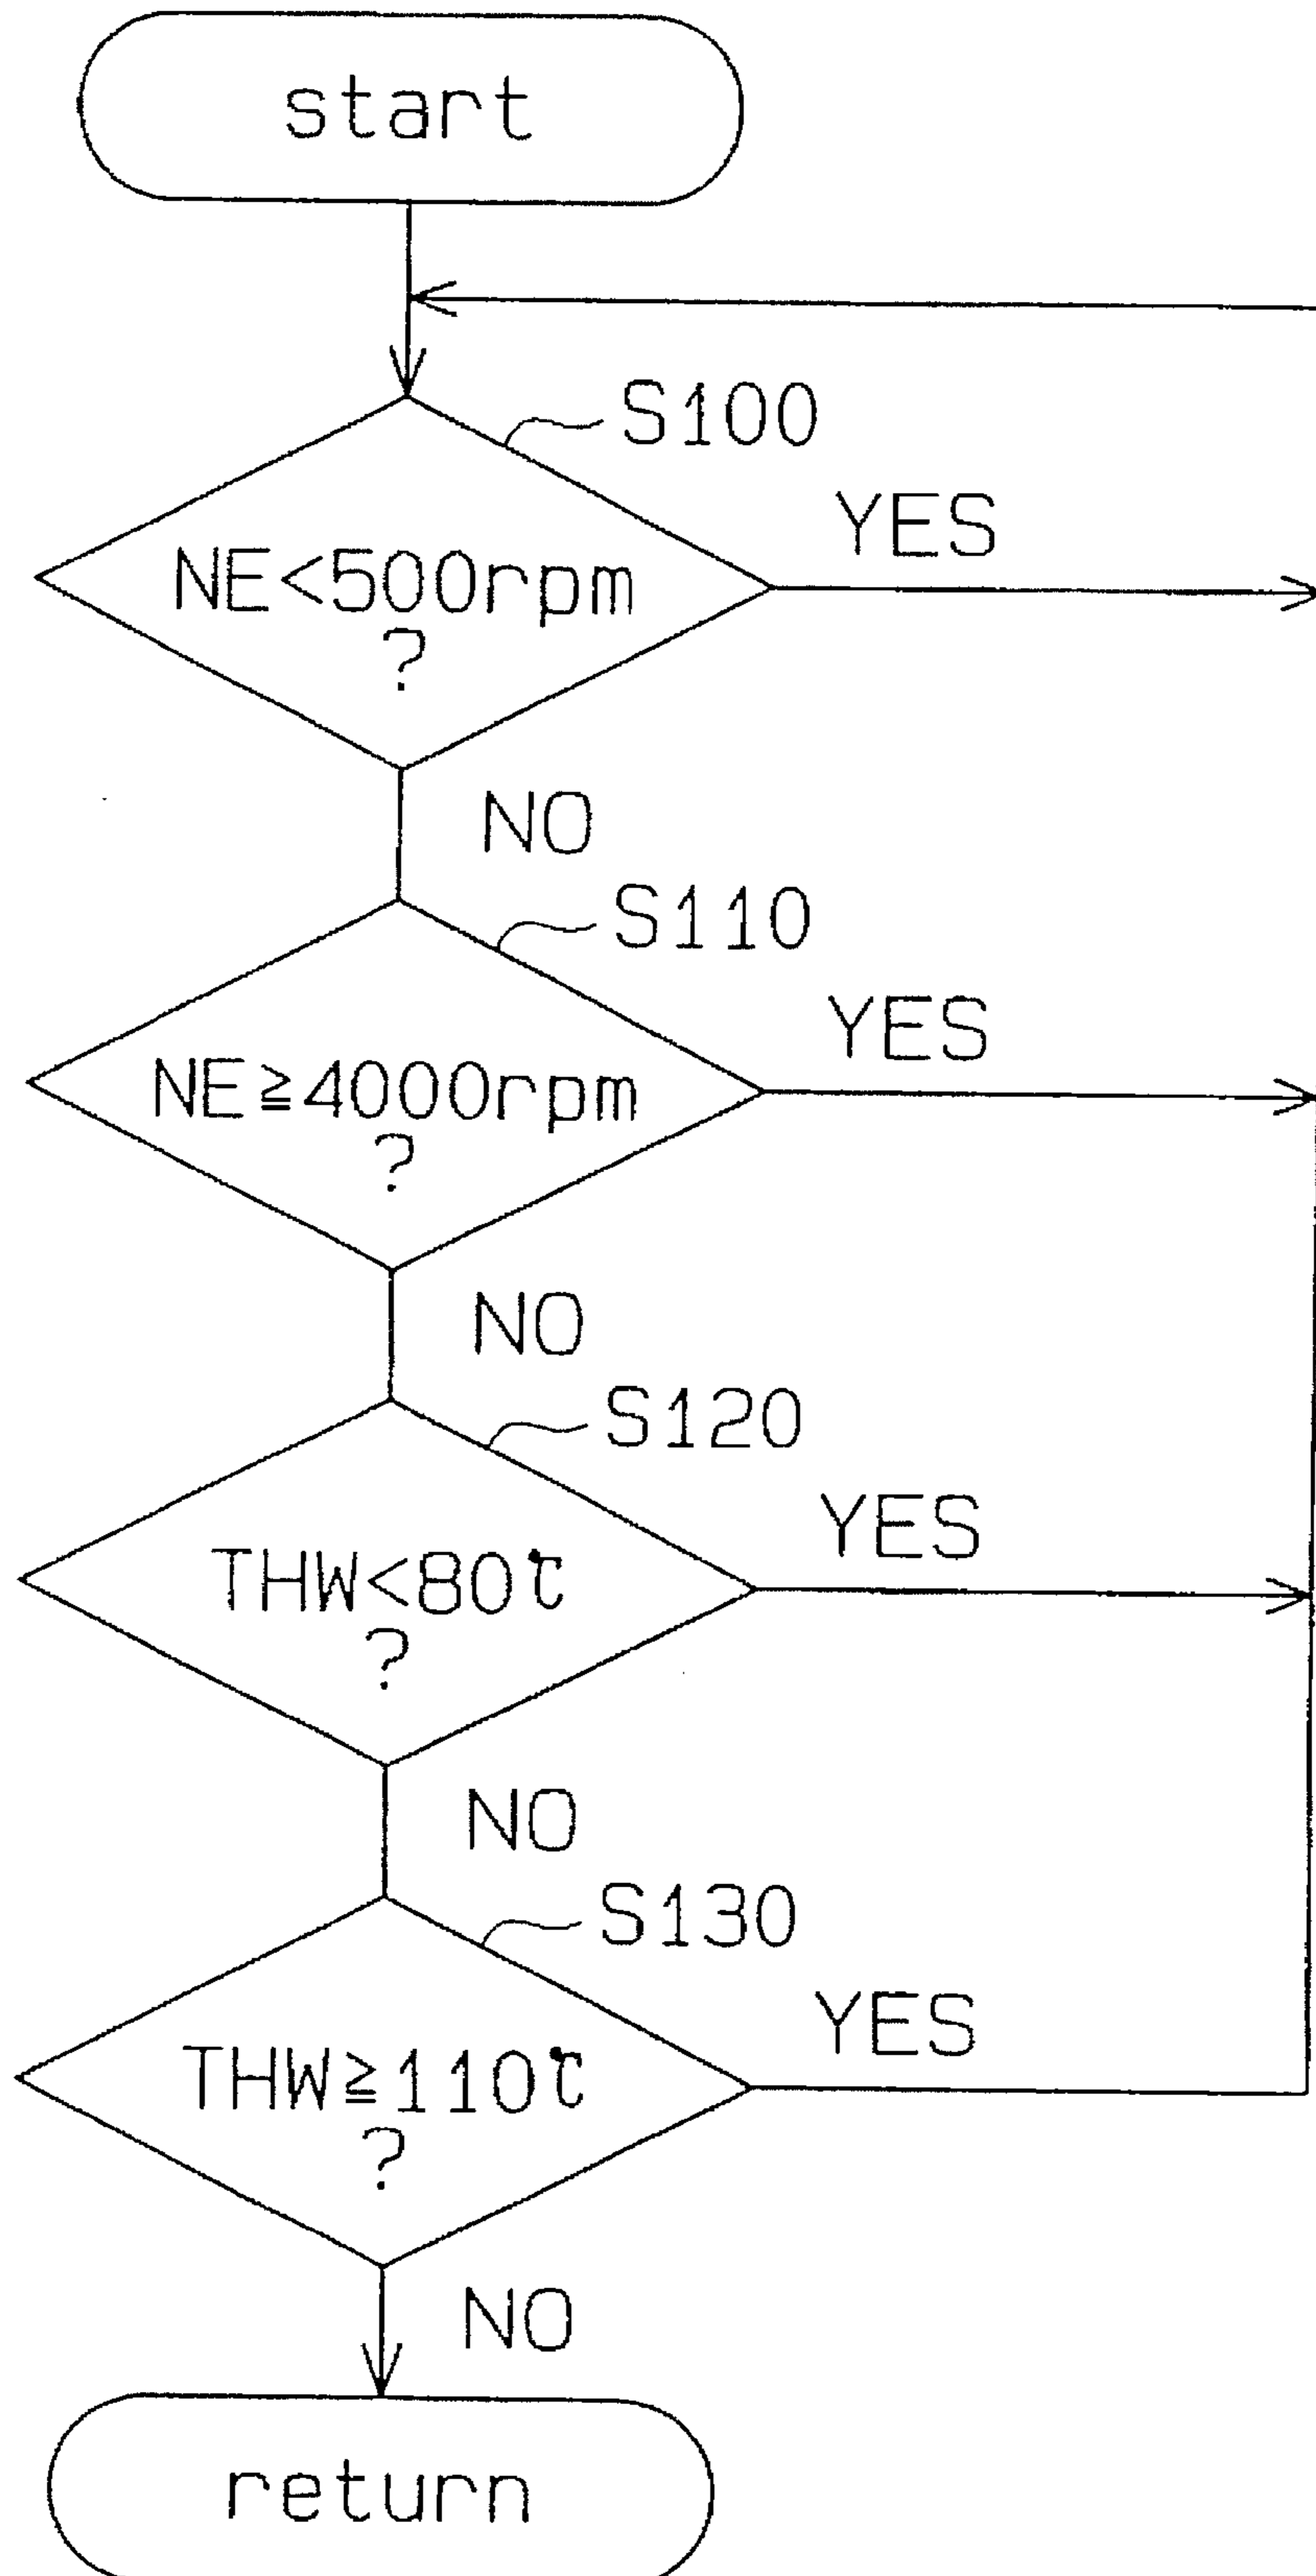 start
S100
YES
NE<500rpm
?
NO
S110
YES
NE≧4000rpm
?
NO
S120
YES
THW<80℃
?
NO
S130
YES
THW≧110℃
?
NO
return